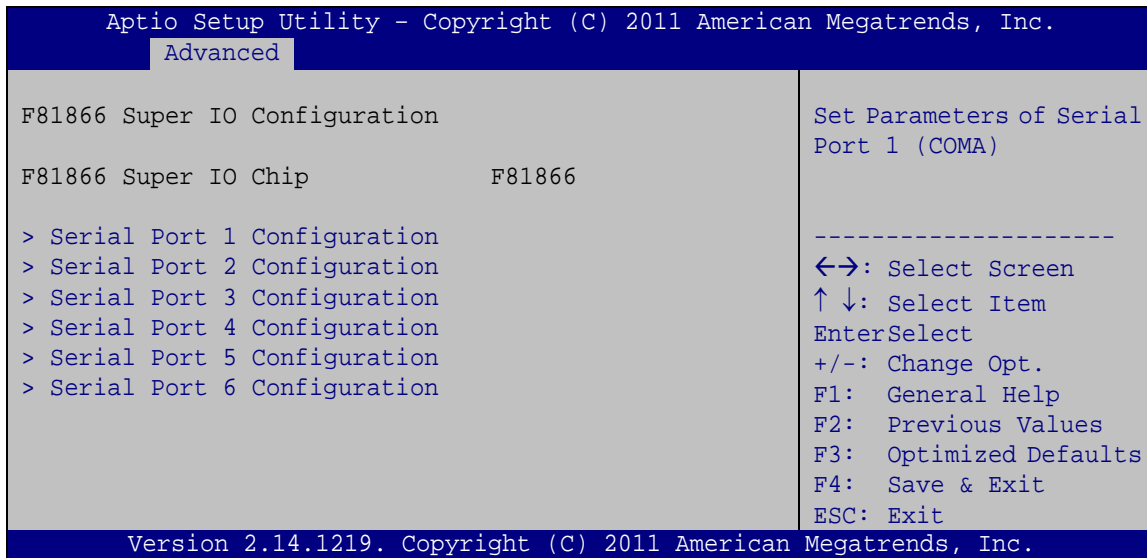 Aptio Setup Utility – Copyright (C) 2011 American Megatrends, Inc.
Advanced
F81866 Super IO Configuration
F81866 Super IO Chip F81866
> Serial Port 1 Configuration
> Serial Port 2 Configuration
> Serial Port 3 Configuration
> Serial Port 4 Configuration
> Serial Port 5 Configuration
> Serial Port 6 Configuration
Set Parameters of Serial
Port 1 (COMA)
---------------------
←→: Select Screen
↑ ↓: Select Item
EnterSelect
+/-: Change Opt.
F1: General Help
F2: Previous Values
F3: Optimized Defaults
F4: Save & Exit
ESC: Exit
Version 2.14.1219. Copyright (C) 2011 American Megatrends, Inc.